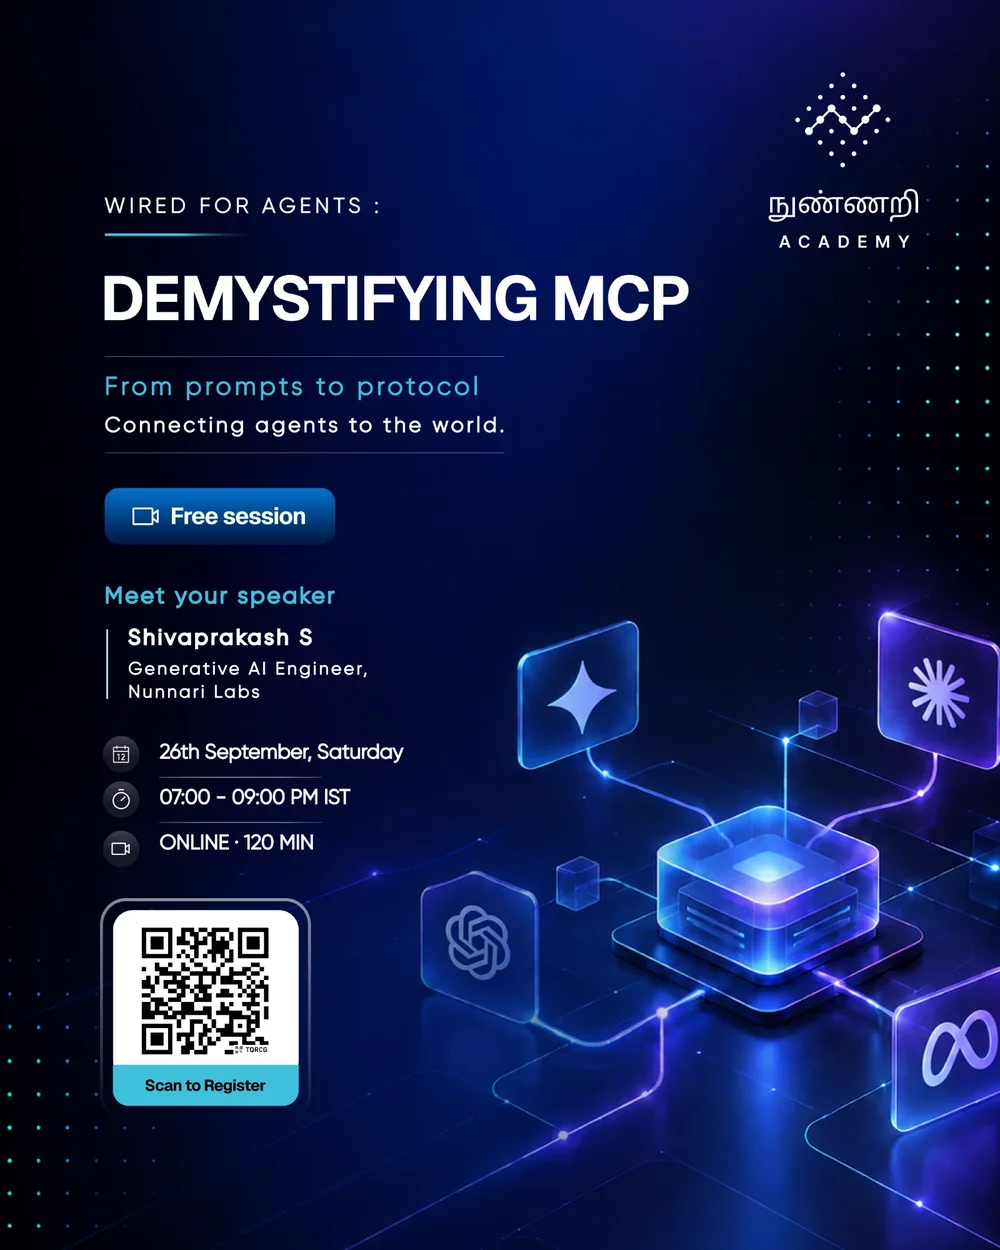 நுண்ணறி
ACADEMY
WIRED FOR AGENTS :
DEMYSTIFYING MCP
From prompts to protocol
Connecting agents to the world.
Free session
Meet your speaker
Shivaprakash S
Generative AI Engineer,
Nunnari Labs
12
26th September, Saturday
07:00 – 09:00 PM IST
ONLINE · 120 MIN
TQRCG
Scan to Register